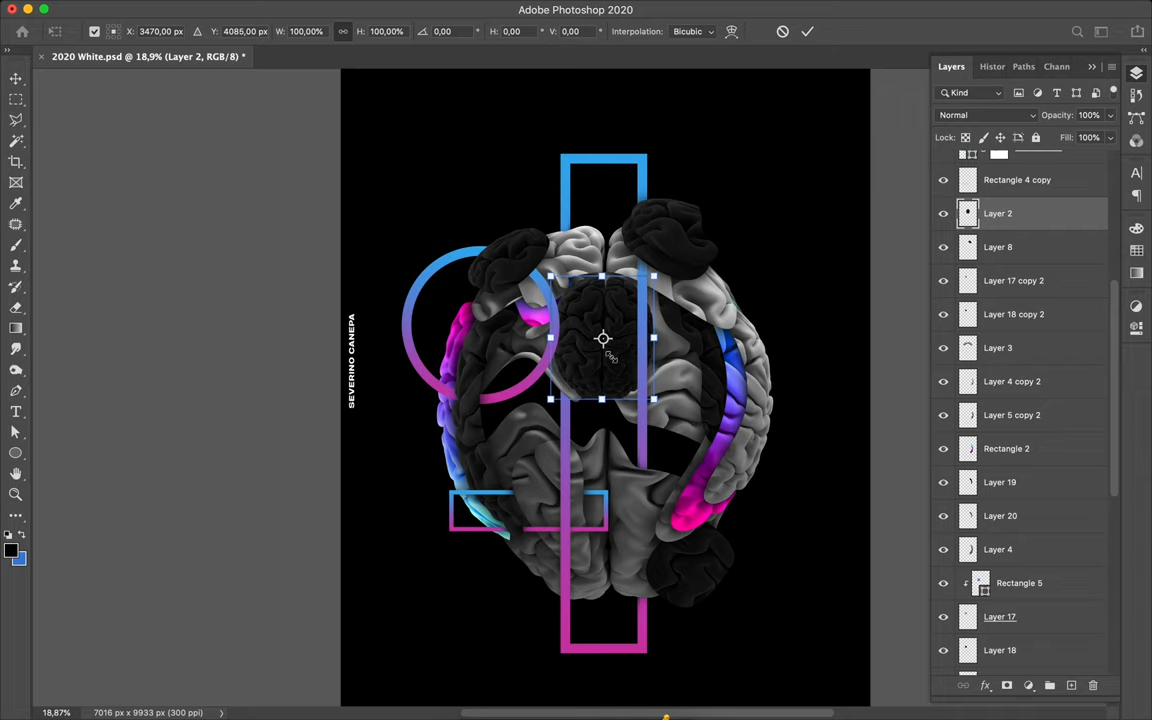 Adobe Photoshop 2020
X: 3470,00 px Y: 4085,00 px W: 100,00% H: 100,00% 0,00 ° H: 0,00 ° V: 0,00 ° Interpolation: Bicubic
2020 White.psd @ 18,9% (Layer 2, RGB/8) *
Layers Histor Paths Chann
Kind
Normal Opacity: 100%
Lock: Fill: 100%
Rectangle 4 copy
Layer 2
Layer 8
Layer 17 copy 2
Layer 18 copy 2
Layer 3
Layer 4 copy 2
Layer 5 copy 2
Rectangle 2
Layer 19
Layer 20
Layer 4
Rectangle 5
Layer 17
Layer 18
SEVERINO CANEPA
18,87% 7016 px x 9933 px (300 ppi)